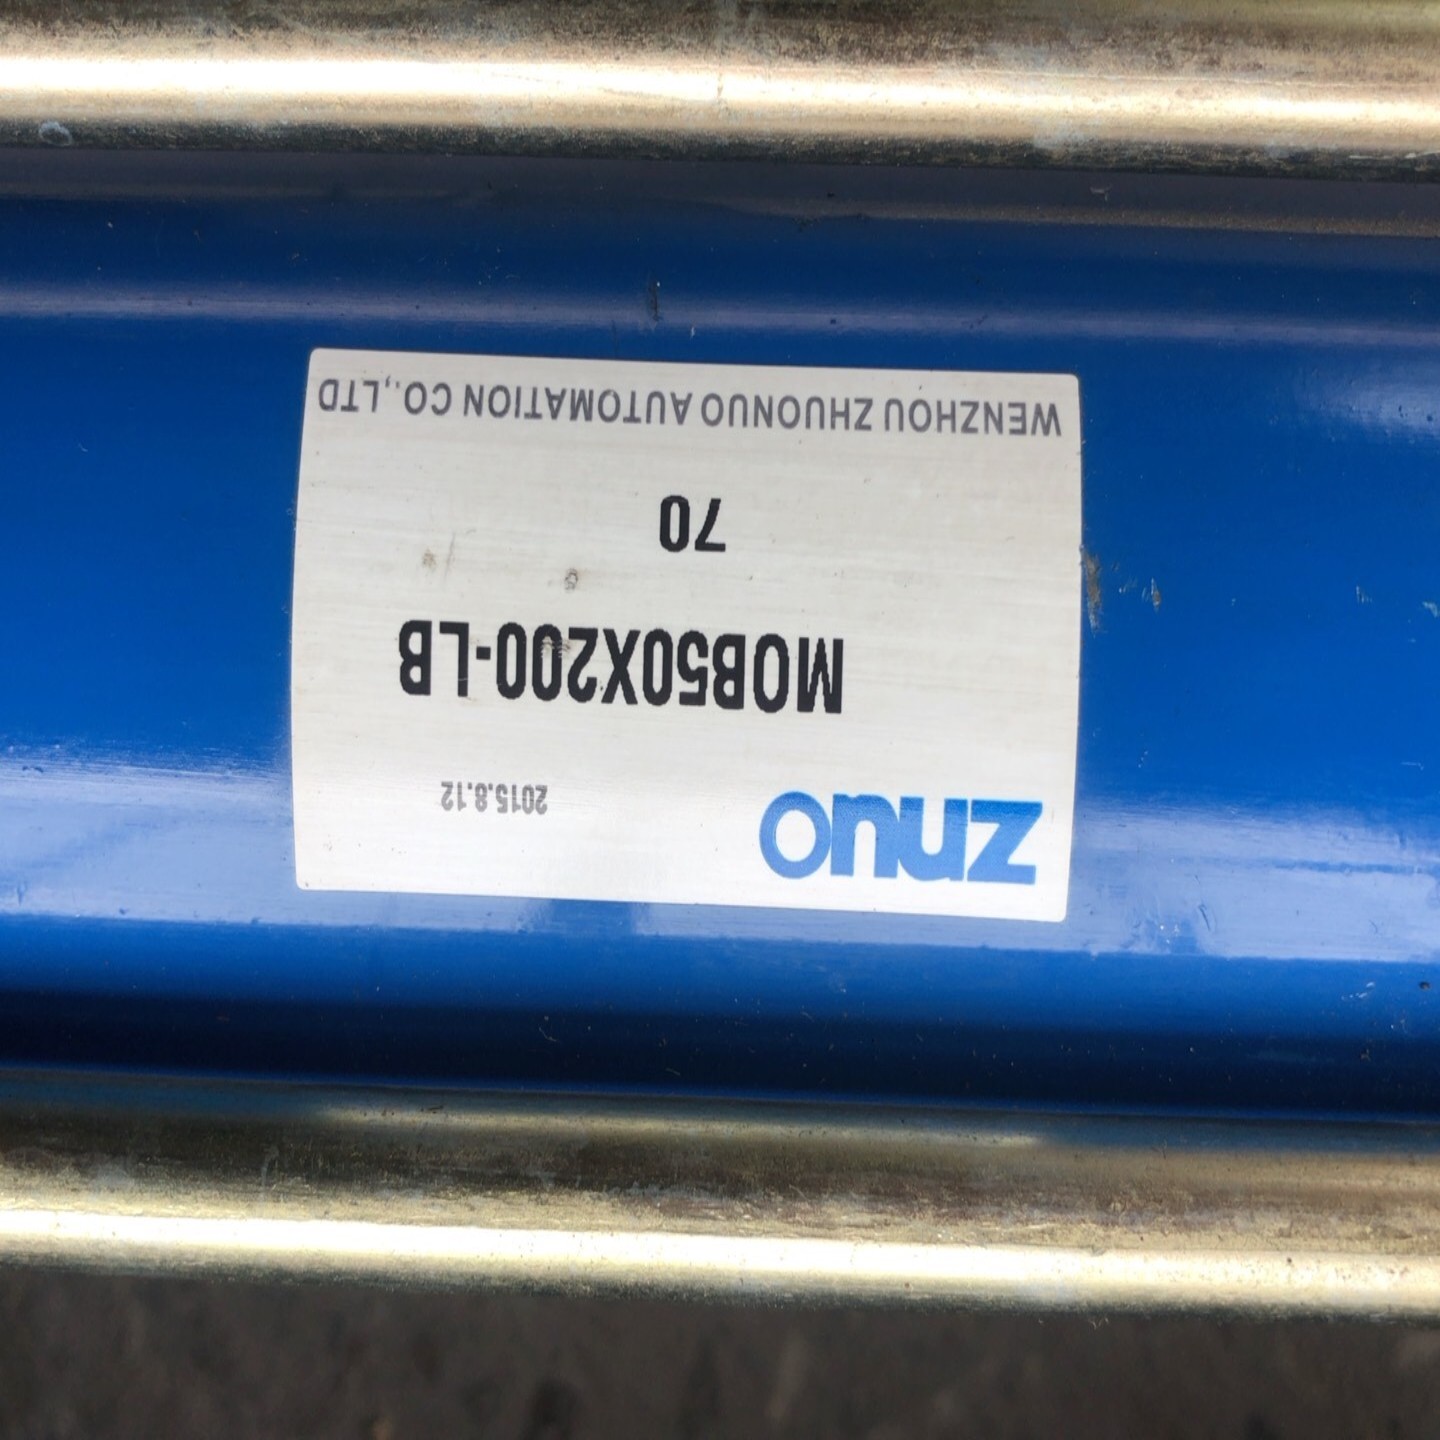 znuo 2015.8.12
MOB50X200-LB
70
WENZHOU ZHUONUO AUTOMATION CO.,LTD